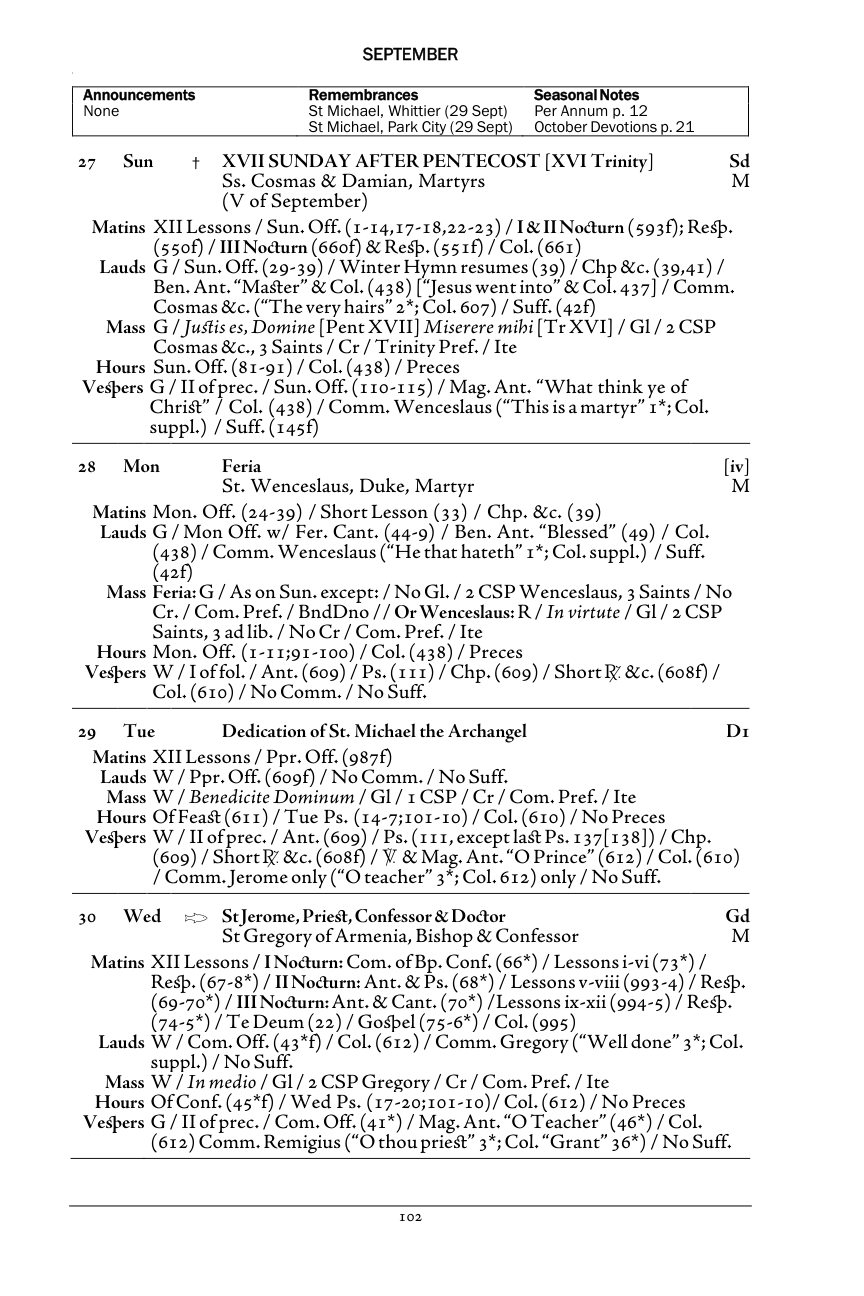 SEPTEMBER
Announcements Remembrances Seasonal Notes
None St Michael, Whittier (29 Sept) Per Annum p. 12
St Michael, Park City (29 Sept) October Devotions p. 21
27 Sun † XVII SUNDAY AFTER PENTECOST [XVI Trinity] Sd
Ss. Cosmas & Damian, Martyrs M
(V of September)
Matins XII Lessons / Sun. Off. (1-14,17-18,22-23) / I & II Nocturn (593f); Resp.
(550f) / III Nocturn (660f) & Resp. (551f) / Col. (661)
Lauds G / Sun. Off. (29-39) / Winter Hymn resumes (39) / Chp &c. (39,41) /
Ben. Ant. “Master” & Col. (438) [“Jesus went into” & Col. 437] / Comm.
Cosmas &c. (“The very hairs” 2*; Col. 607) / Suff. (42f)
Mass G / Justis es, Domine [Pent XVII] Miserere mihi [Tr XVI] / Gl / 2 CSP
Cosmas &c., 3 Saints / Cr / Trinity Pref. / Ite
Hours Sun. Off. (81-91) / Col. (438) / Preces
Vespers G / II of prec. / Sun. Off. (110-115) / Mag. Ant. “What think ye of
Christ” / Col. (438) / Comm. Wenceslaus (“This is a martyr” 1*; Col.
suppl.) / Suff. (145f)
28 Mon Feria [iv]
St. Wenceslaus, Duke, Martyr M
Matins Mon. Off. (24-39) / Short Lesson (33) / Chp. &c. (39)
Lauds G / Mon Off. w/ Fer. Cant. (44-9) / Ben. Ant. “Blessed” (49) / Col.
(438) / Comm. Wenceslaus (“He that hateth” 1*; Col. suppl.) / Suff.
(42f)
Mass Feria: G / As on Sun. except: / No Gl. / 2 CSP Wenceslaus, 3 Saints / No
Cr. / Com. Pref. / BndDno // Or Wenceslaus: R / In virtute / Gl / 2 CSP
Saints, 3 ad lib. / No Cr / Com. Pref. / Ite
Hours Mon. Off. (1-11;91-100) / Col. (438) / Preces
Vespers W / I of fol. / Ant. (609) / Ps. (111) / Chp. (609) / Short ℟ &c. (608f) /
Col. (610) / No Comm. / No Suff.
29 Tue Dedication of St. Michael the Archangel D1
Matins XII Lessons / Ppr. Off. (987f)
Lauds W / Ppr. Off. (609f) / No Comm. / No Suff.
Mass W / Benedicite Dominum / Gl / 1 CSP / Cr / Com. Pref. / Ite
Hours Of Feast (611) / Tue Ps. (14-7;101-10) / Col. (610) / No Preces
Vespers W / II of prec. / Ant. (609) / Ps. (111, except last Ps. 137[138]) / Chp.
(609) / Short ℟ &c. (608f) / ℣ & Mag. Ant. “O Prince” (612) / Col. (610)
/ Comm. Jerome only (“O teacher” 3*; Col. 612) only / No Suff.
30 Wed ➪ St Jerome, Priest, Confessor & Doctor Gd
St Gregory of Armenia, Bishop & Confessor M
Matins XII Lessons / I Nocturn: Com. of Bp. Conf. (66*) / Lessons i-vi (73*) /
Resp. (67-8*) / II Nocturn: Ant. & Ps. (68*) / Lessons v-viii (993-4) / Resp.
(69-70*) / III Nocturn: Ant. & Cant. (70*) /Lessons ix-xii (994-5) / Resp.
(74-5*) / Te Deum (22) / Gospel (75-6*) / Col. (995)
Lauds W / Com. Off. (43*f) / Col. (612) / Comm. Gregory (“Well done” 3*; Col.
suppl.) / No Suff.
Mass W / In medio / Gl / 2 CSP Gregory / Cr / Com. Pref. / Ite
Hours Of Conf. (45*f) / Wed Ps. (17-20;101-10)/ Col. (612) / No Preces
Vespers G / II of prec. / Com. Off. (41*) / Mag. Ant. “O Teacher” (46*) / Col.
(612) Comm. Remigius (“O thou priest” 3*; Col. “Grant” 36*) / No Suff.
102